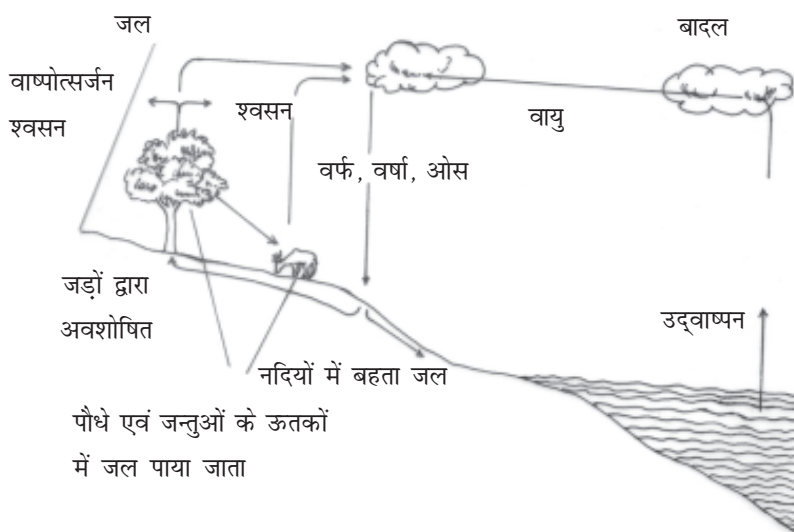 जल
बादल
वाष्पोत्सर्जन
श्वसन
श्वसन
वायु
वर्फ, वर्षा, ओस
जड़ों द्वारा
अवशोषित
उद्‌वाष्पन
नदियों में बहता जल
पौधे एवं जन्तुओं के ऊतकों
में जल पाया जाता